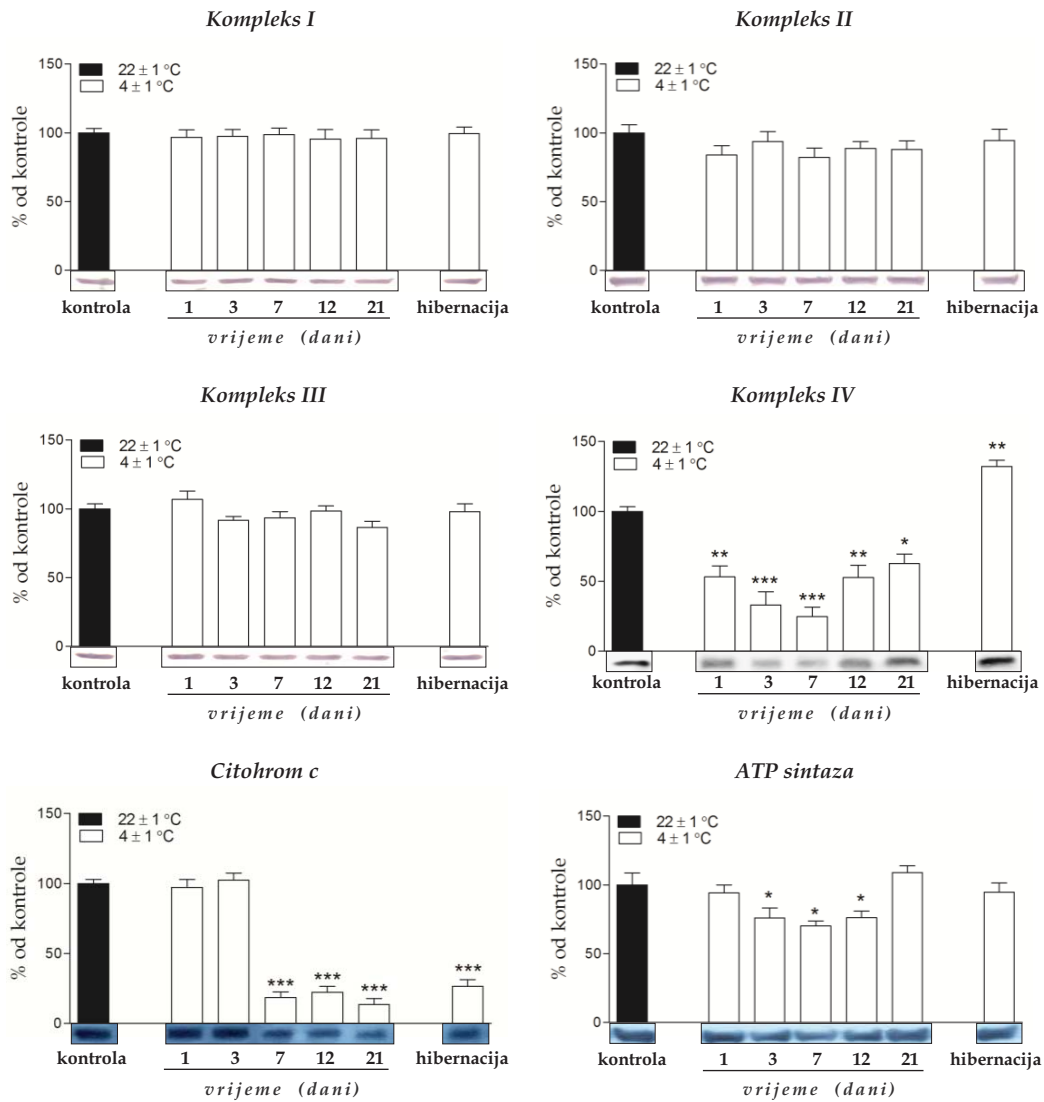 Kompleks I
150
100
50
0
% od kontrole
22 ± 1 °C
4 ± 1 °C
kontrola
1 3 7 12 21
hibernacija
vrijeme (dani)
Kompleks II
150
100
50
0
% od kontrole
22 ± 1 °C
4 ± 1 °C
kontrola
1 3 7 12 21
hibernacija
vrijeme (dani)
Kompleks III
150
100
50
0
% od kontrole
22 ± 1 °C
4 ± 1 °C
kontrola
1 3 7 12 21
hibernacija
vrijeme (dani)
Kompleks IV
150
100
50
0
% od kontrole
22 ± 1 °C
4 ± 1 °C
** *** *** ** * **
kontrola
1 3 7 12 21
hibernacija
vrijeme (dani)
Citohrom c
150
100
50
0
% od kontrole
22 ± 1 °C
4 ± 1 °C
*** *** *** ***
kontrola
1 3 7 12 21
hibernacija
vrijeme (dani)
ATP sintaza
150
100
50
0
% od kontrole
22 ± 1 °C
4 ± 1 °C
* * *
kontrola
1 3 7 12 21
hibernacija
vrijeme (dani)